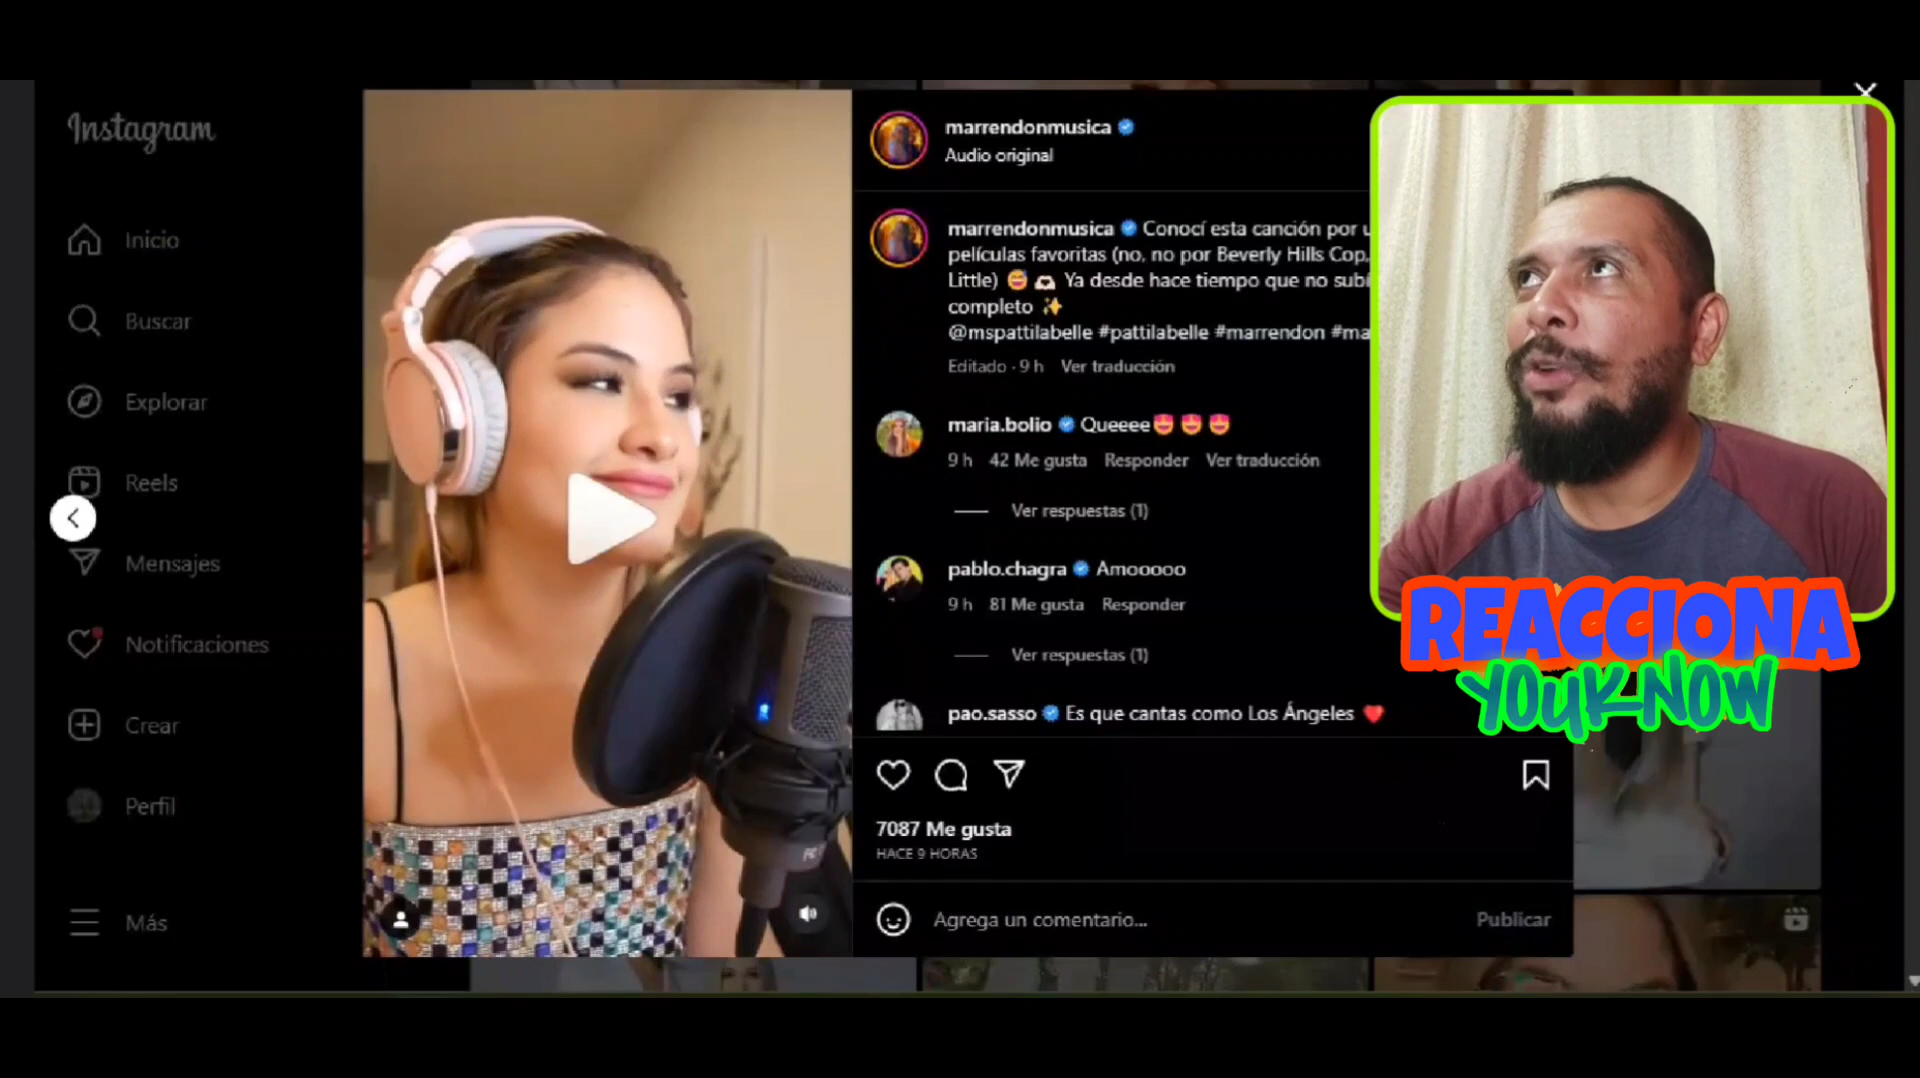 Instagram
Inicio
Buscar
Explorar
Reels
Mensajes
Notificaciones
Crear
Perfil
Más
marrendonmusica
Audio original
marrendonmusica Conocí esta canción por
películas favoritas (no, no por Beverly Hills Cop,
Little) 😅 🫶🏻 Ya desde hace tiempo que no subí
completo ✨
@mspattilabelle #pattilabelle #marrendon #ma
Editado · 9 h Ver traducción
maria.bolio Queeee😍 😍 😍
9 h 42 Me gusta Responder Ver traducción
Ver respuestas (1)
pablo.chagra Amooooo
9 h 81 Me gusta Responder
Ver respuestas (1)
pao.sasso Es que cantas como Los Ángeles ❤️
7087 Me gusta
HACE 9 HORAS
Agrega un comentario...
Publicar
REACCIONA
YOUKNOW